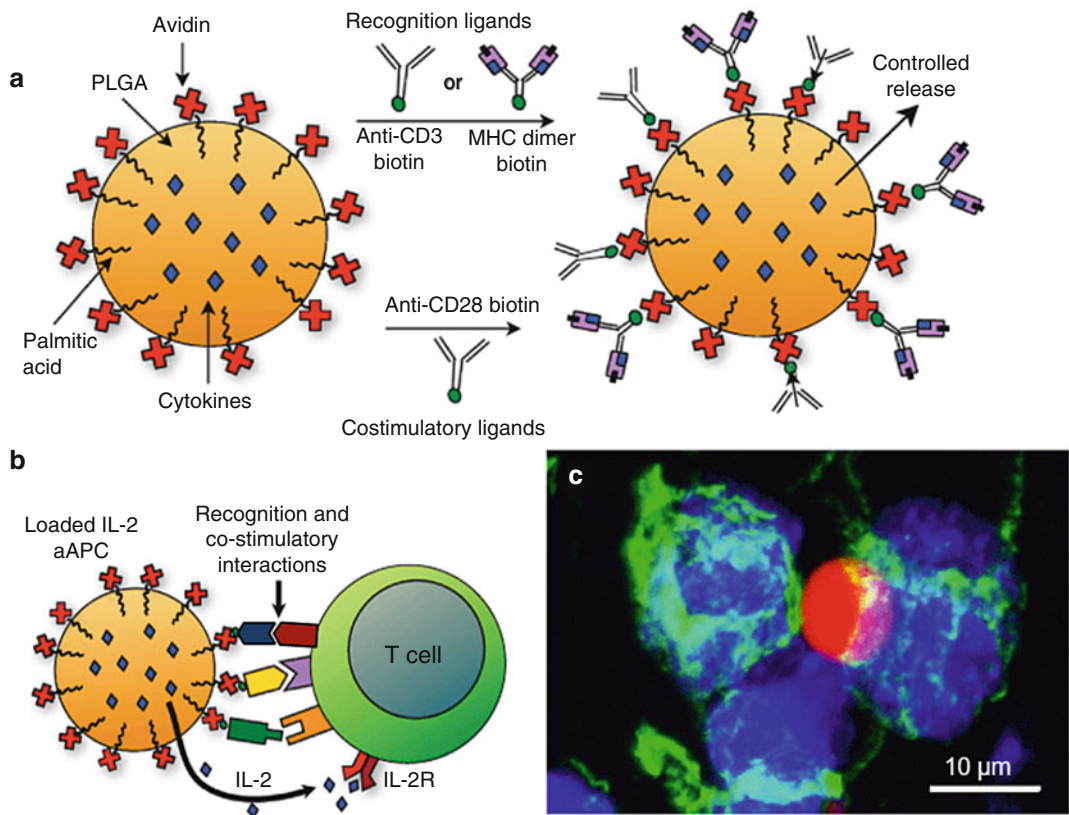 a
Avidin
PLGA
Palmitic
acid
Cytokines
Recognition ligands
or
Anti-CD3
biotin
MHC dimer
biotin
Anti-CD28 biotin
Costimulatory ligands
Controlled
release
b
Loaded IL-2
aAPC
Recognition and
co-stimulatory
interactions
T cell
IL-2
IL-2R
c
10 µm